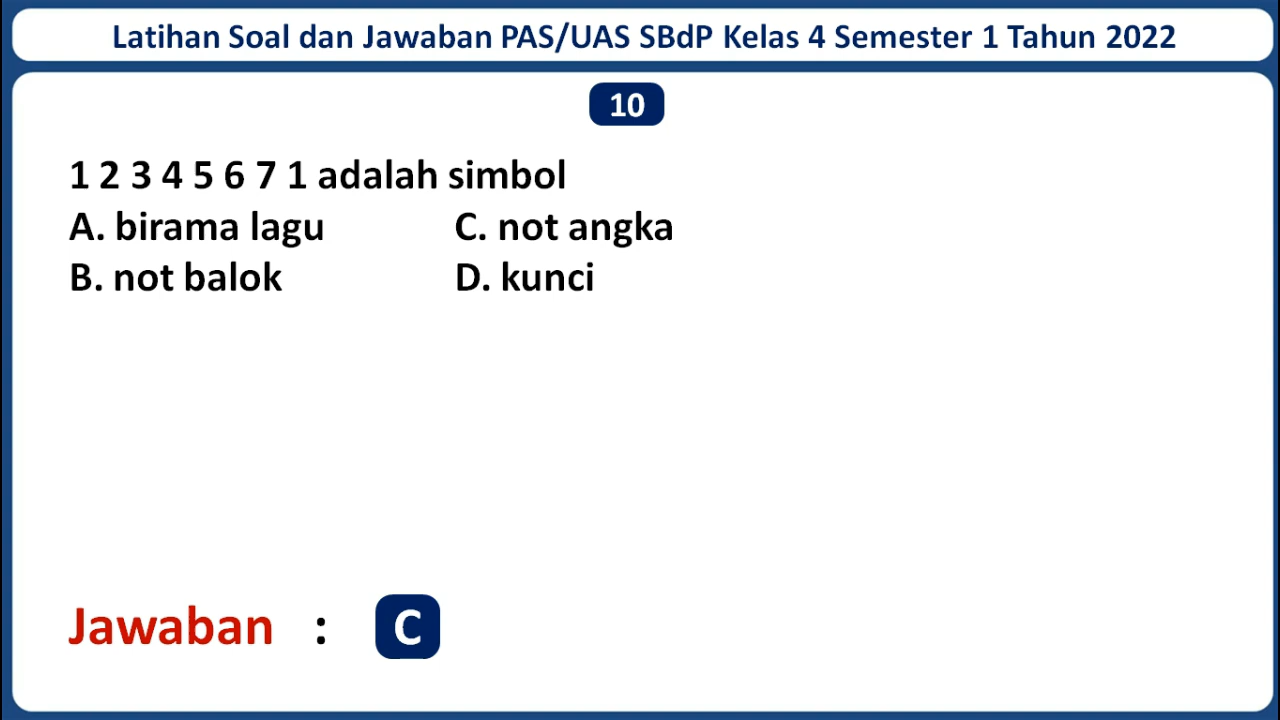 Latihan Soal dan Jawaban PAS/UAS SBdP Kelas 4 Semester 1 Tahun 2022
10
1 2 3 4 5 6 7 1 adalah simbol
A. birama lagu C. not angka
B. not balok D. kunci
Jawaban : C